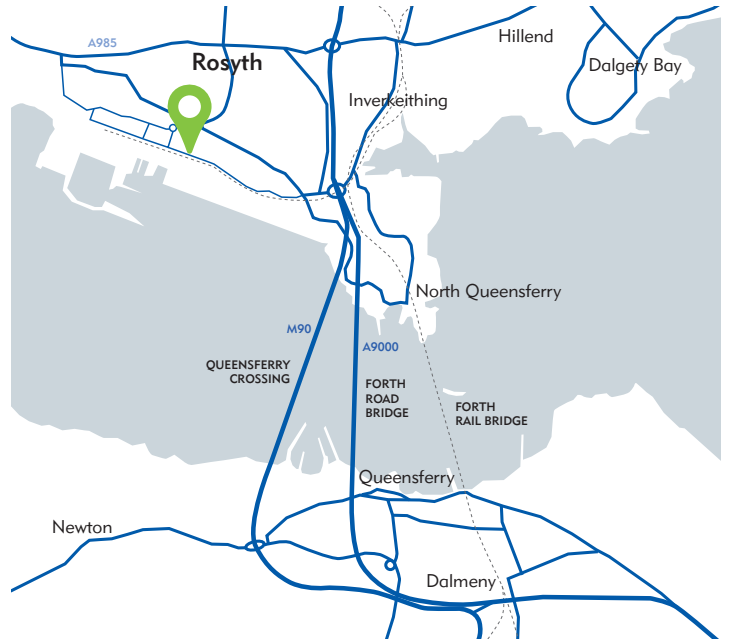 A985
Hillend
Rosyth
Dalgety Bay
Inverkeithing
North Queensferry
M90
A9000
QUEENSFERRY
CROSSING
FORTH
ROAD
BRIDGE
FORTH
RAIL BRIDGE
Queensferry
Newton
Dalmeny